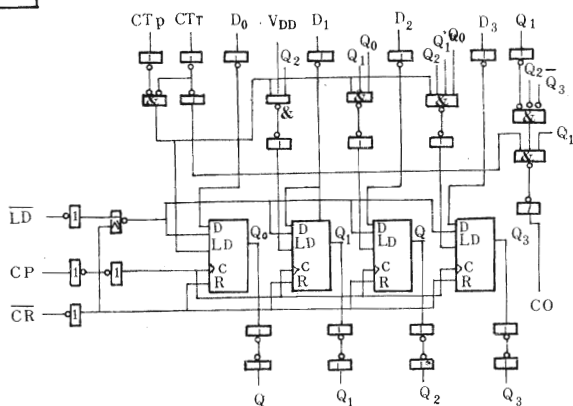 CTP CTT D0 VDD D1 D2 D3 Q1
Q2 Q1 Q0 Q2 Q1 Q0 Q2 Q3
& & & & &
& Q1
LD 1
D LD C R Q0
D LD C R Q1
D LD C R Q
D LD C R Q3
CP 1 1
CR 1
CO
Q Q1 Q2 Q3